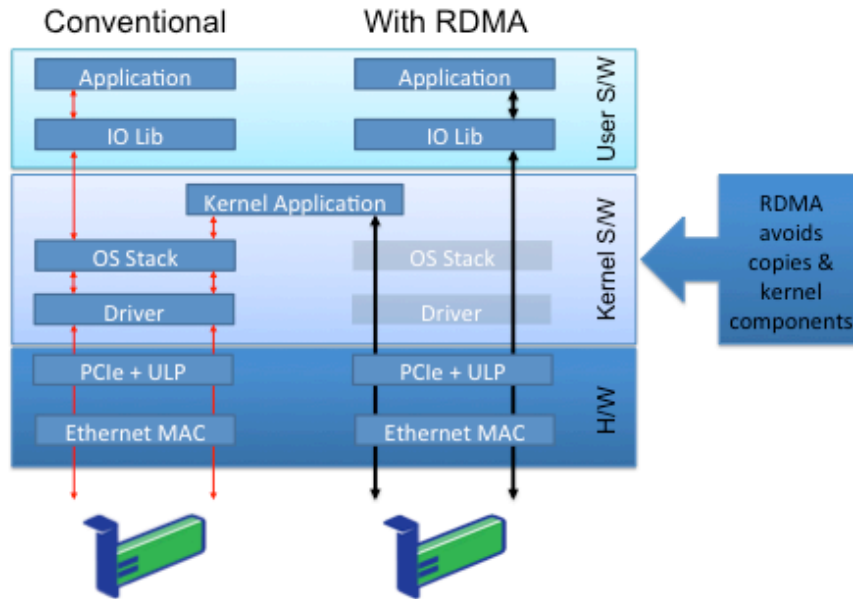 Conventional
With RDMA
Application
Application
IO Lib
IO Lib
User S/W
Kernel Application
OS Stack
OS Stack
Driver
Driver
Kernel S/W
RDMA
avoids
copies &
kernel
components
PCIe + ULP
PCIe + ULP
Ethernet MAC
Ethernet MAC
H/W